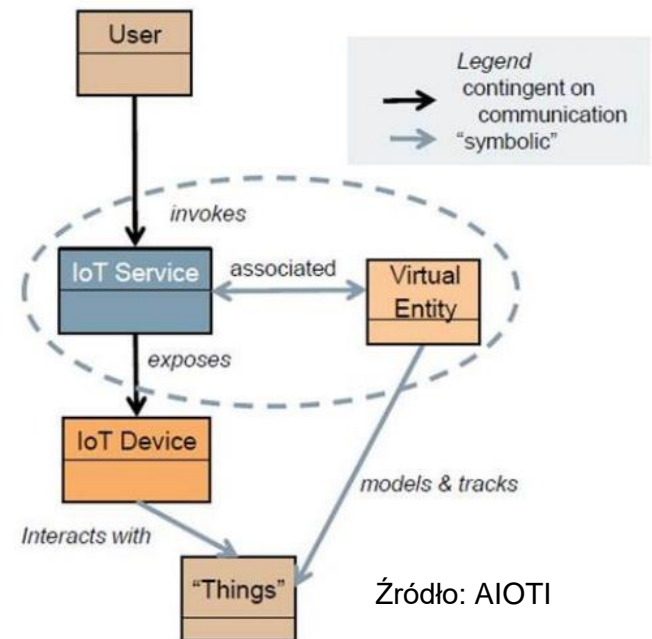 User
Legend
contingent on
communication
"symbolic"
invokes
IoT Service
associated
Virtual
Entity
exposes
IoT Device
models & tracks
Interacts with
"Things"
Źródło: AIOTI